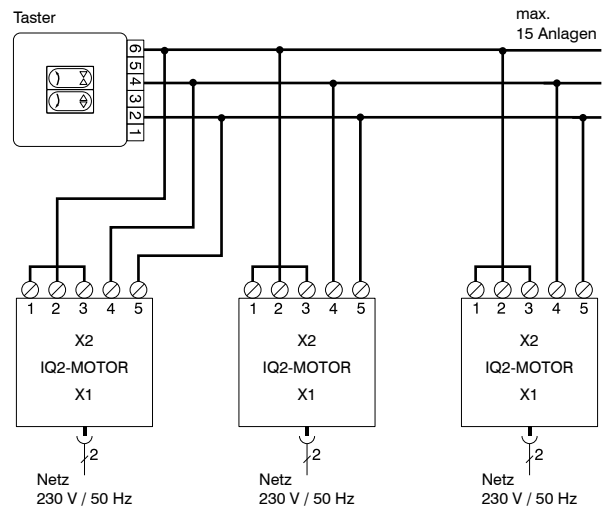 Taster
max.
15 Anlagen
6
5
4
3
2
1
1 2 3 4 5
X2
IQ2-MOTOR
X1
2
Netz
230 V / 50 Hz
1 2 3 4 5
X2
IQ2-MOTOR
X1
2
Netz
230 V / 50 Hz
1 2 3 4 5
X2
IQ2-MOTOR
X1
2
Netz
230 V / 50 Hz